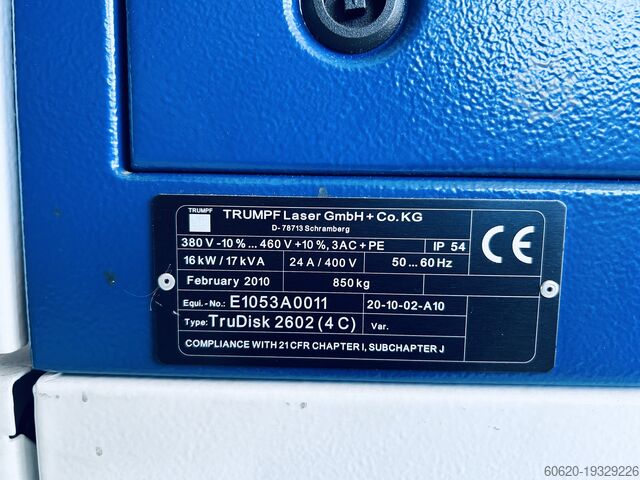 TRUMPF
TRUMPF Laser GmbH + Co. KG
D- 78713 Schramberg
380 V -10% ... 460 V +10%, 3AC + PE IP 54
16 kW / 17 kVA 24 A / 400 V 50 ... 60 Hz
February 2010 850 kg
Equi.- No.: E1053A0011 20-10-02-A10
Type: TruDisk 2602 (4 C) Var.
COMPLIANCE WITH 21 CFR CHAPTER I, SUBCHAPTER J
CE
60620-19329226